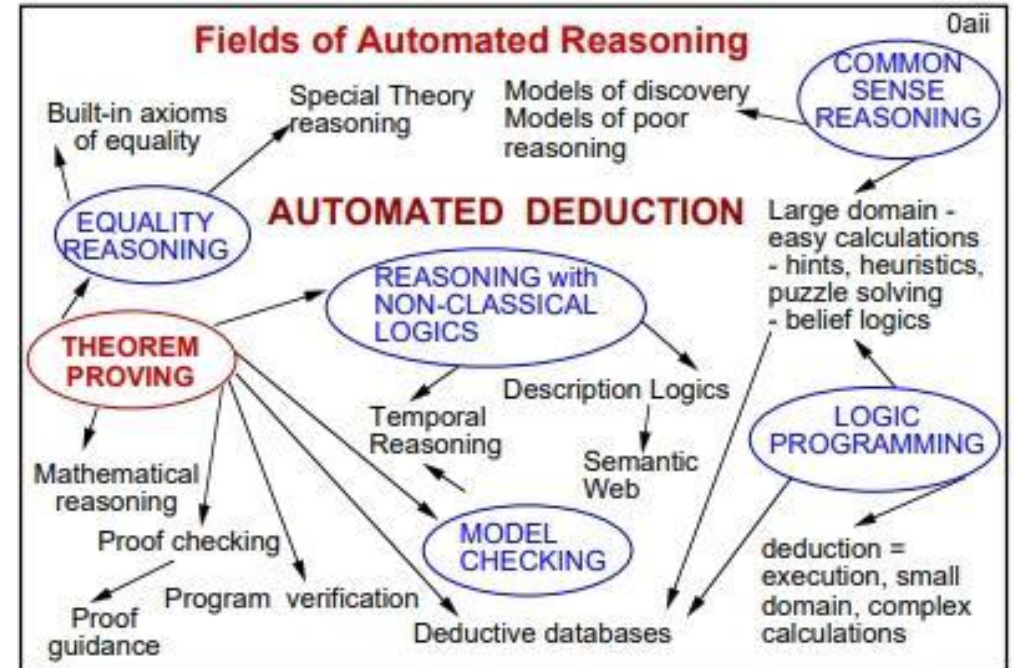 0aii
Fields of Automated Reasoning
COMMON
SENSE
REASONING
Built-in axioms
of equality
Special Theory
reasoning
Models of discovery
Models of poor
reasoning
EQUALITY
REASONING
AUTOMATED DEDUCTION
Large domain -
easy calculations
- hints, heuristics,
puzzle solving
- belief logics
REASONING with
NON-CLASSICAL
LOGICS
THEOREM
PROVING
Description Logics
Temporal
Reasoning
LOGIC
PROGRAMMING
Semantic
Web
Mathematical
reasoning
Proof checking
MODEL
CHECKING
deduction =
execution, small
domain, complex
calculations
Proof
guidance
Program verification
Deductive databases